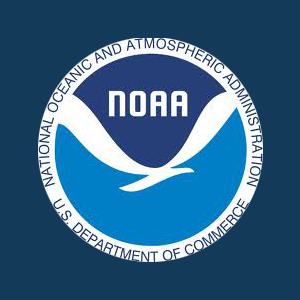 NATIONAL OCEANIC AND ATMOSPHERIC ADMINISTRATION
NOAA
U.S. DEPARTMENT OF COMMERCE